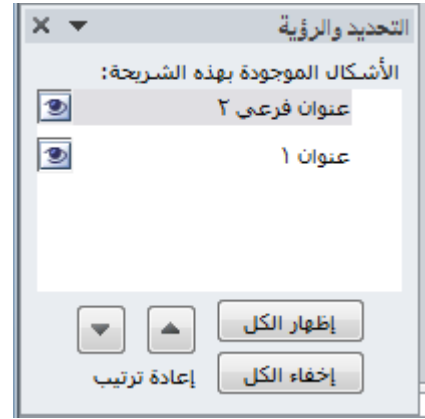 التحديد والرؤية
الأشكال الموجودة بهذه الشريحة:
عنوان فرعي ٢
عنوان ١
إظهار الكل
إخفاء الكل
إعادة ترتيب